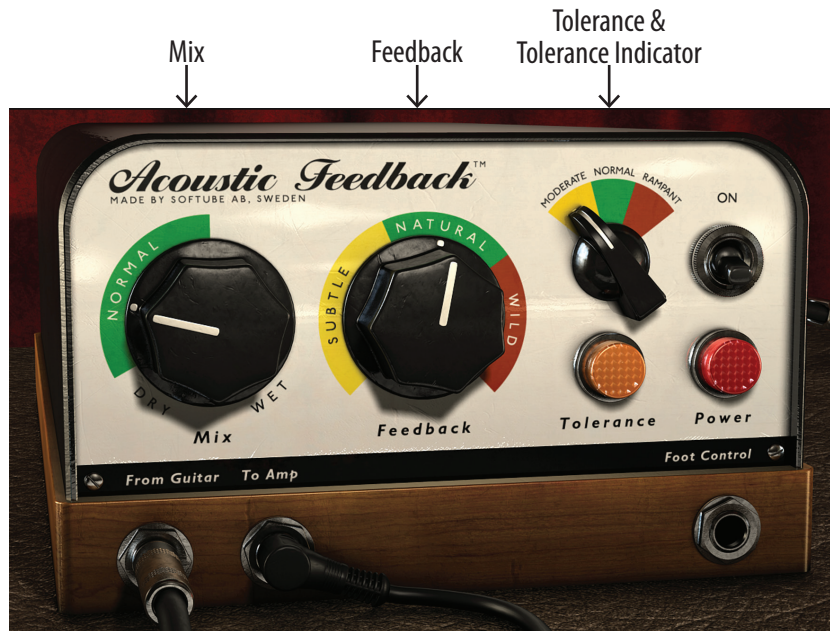 Mix
Feedback
Tolerance &
Tolerance Indicator
Acoustic Feedback™
MADE BY SOFTUBE AB, SWEDEN
NORMAL
DRY
WET
Mix
SUBTLE
NATURAL
WILD
Feedback
MODERATE NORMAL RAMPANT
Tolerance
ON
Power
From Guitar To Amp
Foot Control